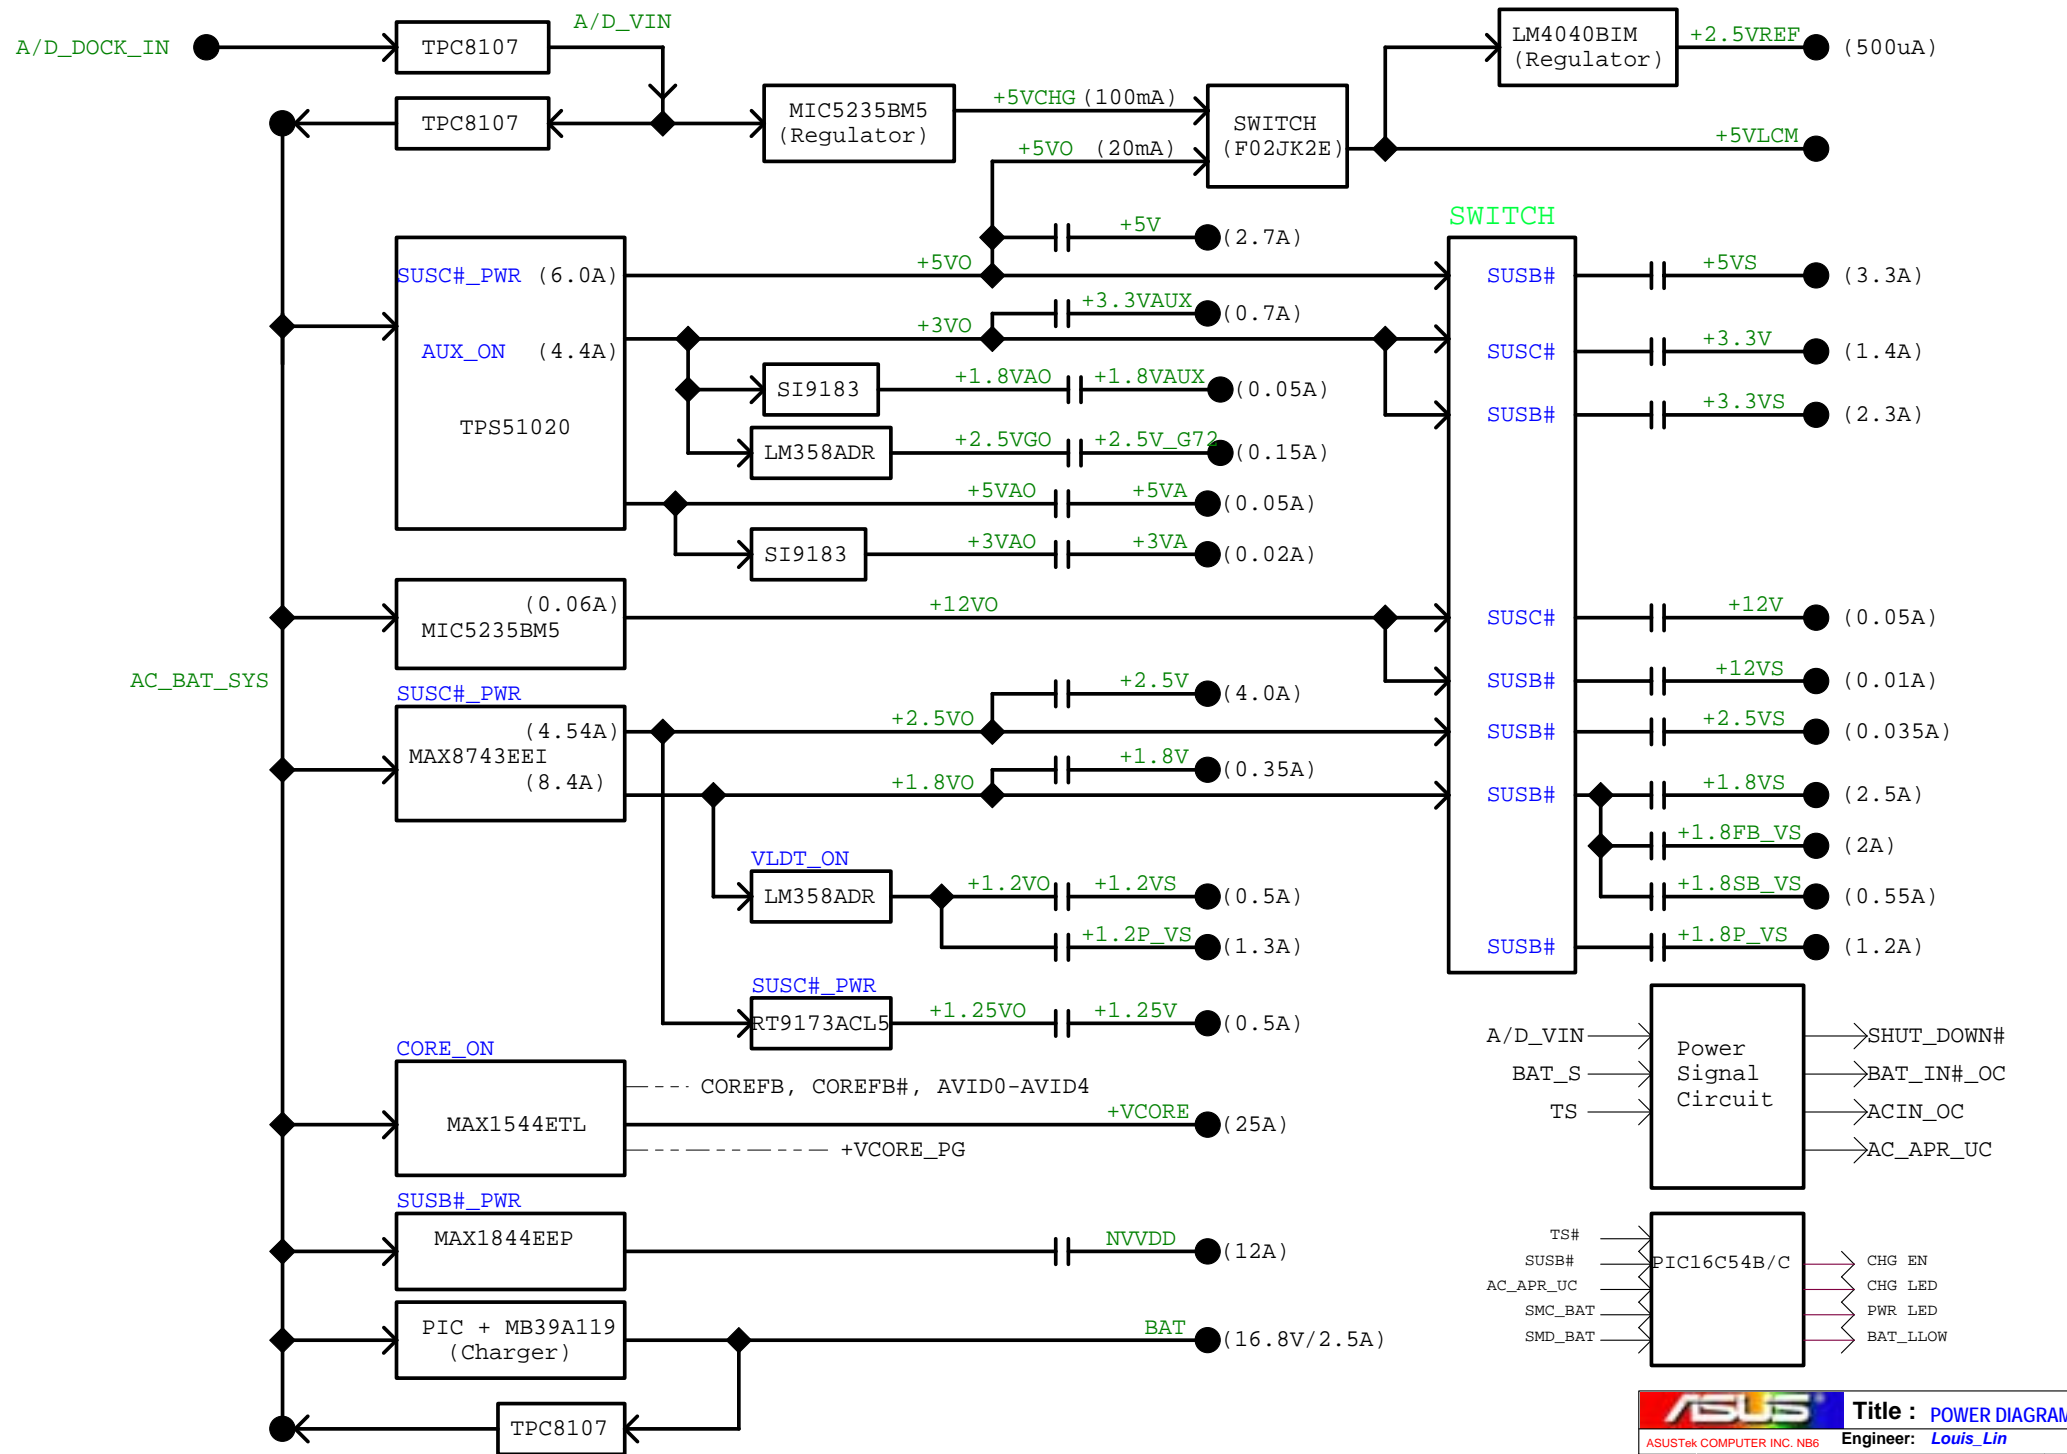 A/D_DOCK_IN
TPC8107
A/D_VIN
TPC8107
MIC5235BM5
(Regulator)
+5VCHG (100mA)
+5VO (20mA)
SWITCH
(F02JK2E)
LM4040BIM
(Regulator)
+2.5VREF
(500uA)
+5VLCM
SUSC#_PWR (6.0A)
AUX_ON (4.4A)
TPS51020
+5VO
+5V
(2.7A)
+3VO
+3.3VAUX
(0.7A)
SI9183
+1.8VAO
+1.8VAUX
(0.05A)
LM358ADR
+2.5VGO
+2.5V_G72
(0.15A)
+5VAO
+5VA
(0.05A)
SI9183
+3VAO
+3VA
(0.02A)
SWITCH
SUSB#
+5VS
(3.3A)
SUSC#
+3.3V
(1.4A)
SUSB#
+3.3VS
(2.3A)
(0.06A)
MIC5235BM5
+12VO
SUSC#
+12V
(0.05A)
SUSB#
+12VS
(0.01A)
AC_BAT_SYS
SUSC#_PWR
(4.54A)
MAX8743EEI
(8.4A)
+2.5VO
+2.5V
(4.0A)
SUSB#
+2.5VS
(0.035A)
+1.8VO
+1.8V
(0.35A)
SUSB#
+1.8VS
(2.5A)
+1.8FB_VS
(2A)
+1.8SB_VS
(0.55A)
SUSB#
+1.8P_VS
(1.2A)
VLDT_ON
LM358ADR
+1.2VO
+1.2VS
(0.5A)
+1.2P_VS
(1.3A)
SUSC#_PWR
RT9173ACL5
+1.25VO
+1.25V
(0.5A)
CORE_ON
MAX1544ETL
COREFB, COREFB#, AVID0-AVID4
+VCORE
(25A)
+VCORE_PG
SUSB#_PWR
MAX1844EEP
NVVDD
(12A)
PIC + MB39A119
(Charger)
BAT
(16.8V/2.5A)
TPC8107
A/D_VIN
BAT_S
TS
Power
Signal
Circuit
SHUT_DOWN#
BAT_IN#_OC
ACIN_OC
AC_APR_UC
TS#
SUSB#
AC_APR_UC
SMC_BAT
SMD_BAT
PIC16C54B/C
CHG EN
CHG LED
PWR LED
BAT_LLOW
ASUS
ASUSTek COMPUTER INC. NB6
Title : POWER DIAGRAM
Engineer: Louis_Lin